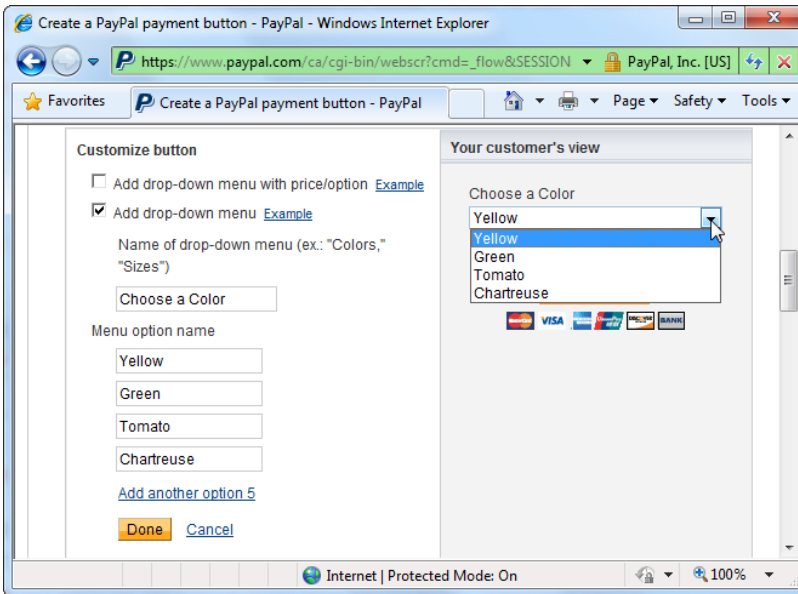 Create a PayPal payment button - PayPal - Windows Internet Explorer
https://www.paypal.com/ca/cgi-bin/webscr?cmd=_flow&SESSION
PayPal, Inc. [US]
Favorites
Create a PayPal payment button - PayPal
Page
Safety
Tools
Customize button
Add drop-down menu with price/option Example
Add drop-down menu Example
Name of drop-down menu (ex.: "Colors,"
"Sizes")
Choose a Color
Menu option name
Yellow
Green
Tomato
Chartreuse
Add another option 5
Done
Cancel
Your customer's view
Choose a Color
Yellow
Yellow
Green
Tomato
Chartreuse
VISA
BANK
Internet | Protected Mode: On
100%